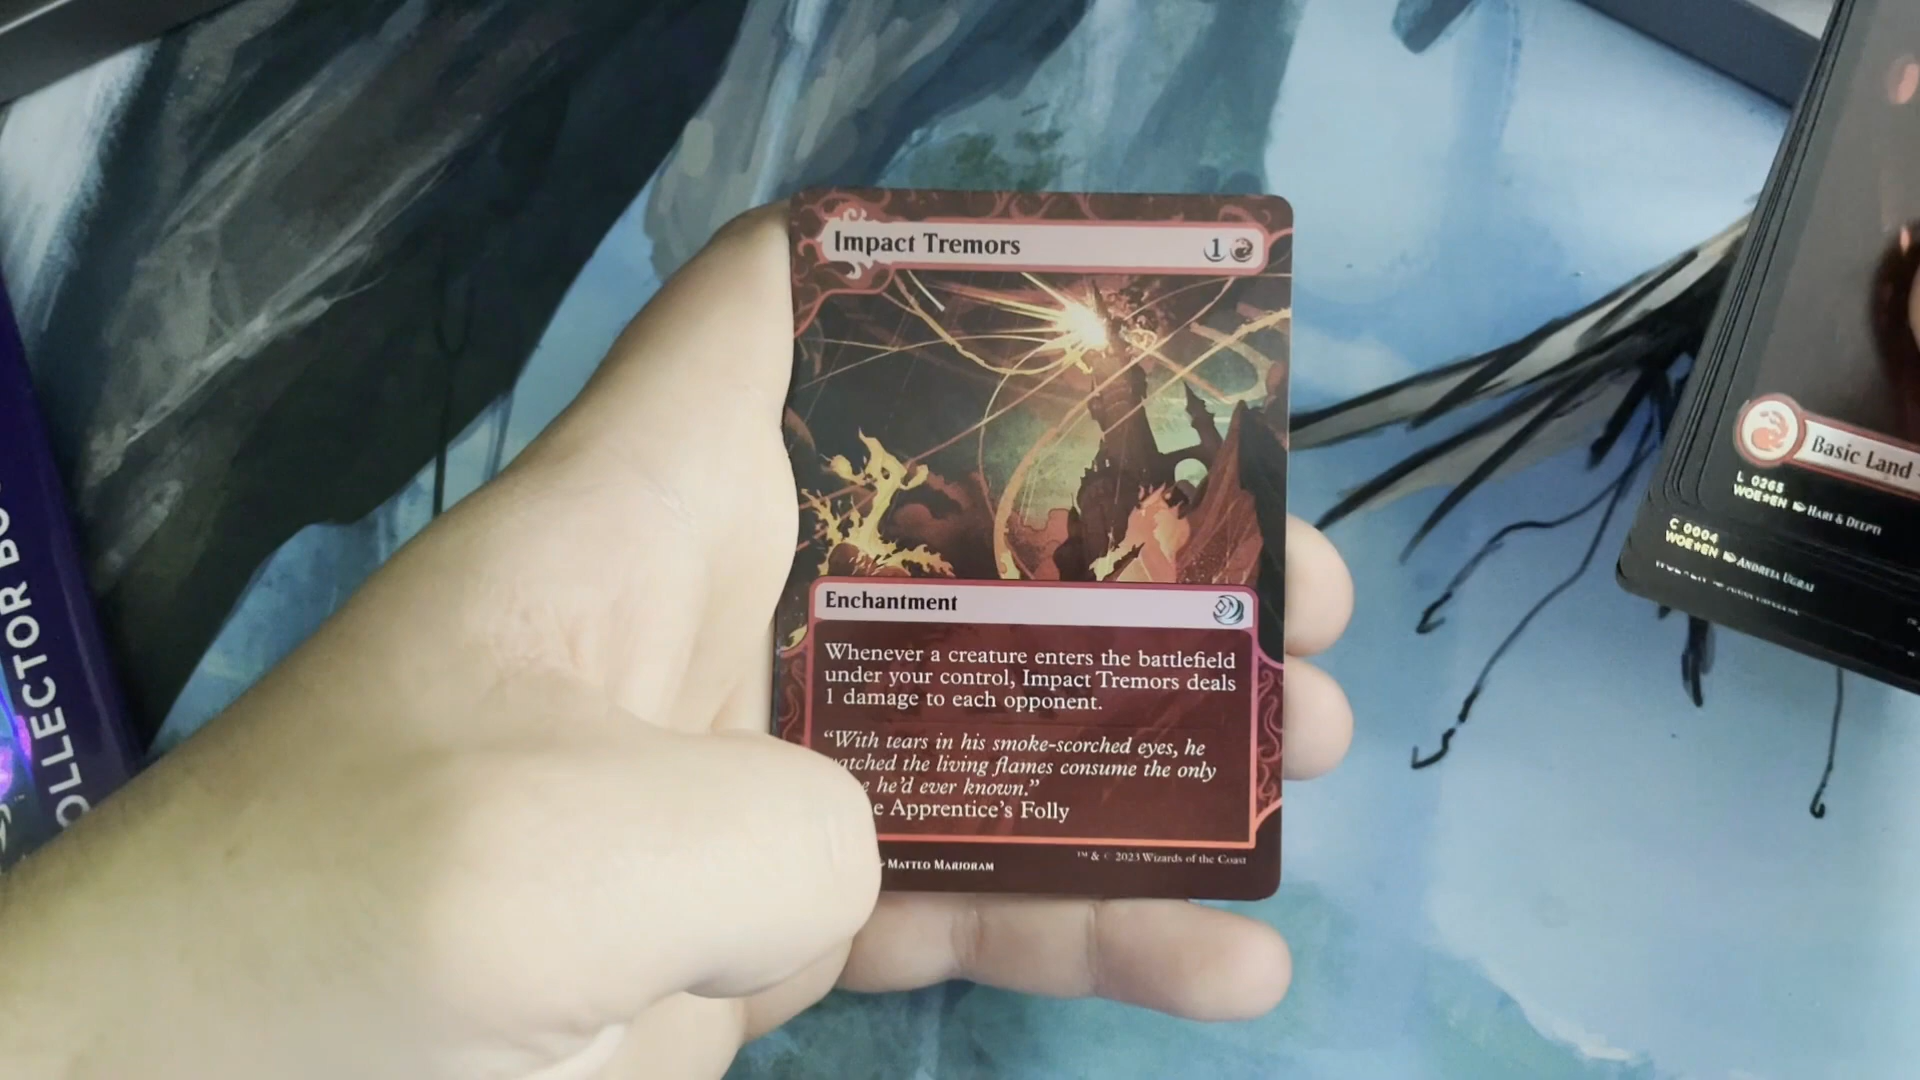 Impact Tremors 1
Enchantment
Whenever a creature enters the battlefield
under your control, Impact Tremors deals
1 damage to each opponent.
“With tears in his smoke-scorched eyes, he
atched the living flames consume the only
e he’d ever known.”
e Apprentice’s Folly
MATTEO MARJORAM
™ & © 2023 Wizards of the Coast
OLLECTOR BO
Basic Land
L 0265
WOE★EN HARI & DEEPTI
C 0004
WOE★EN ANDREIA UGRAI